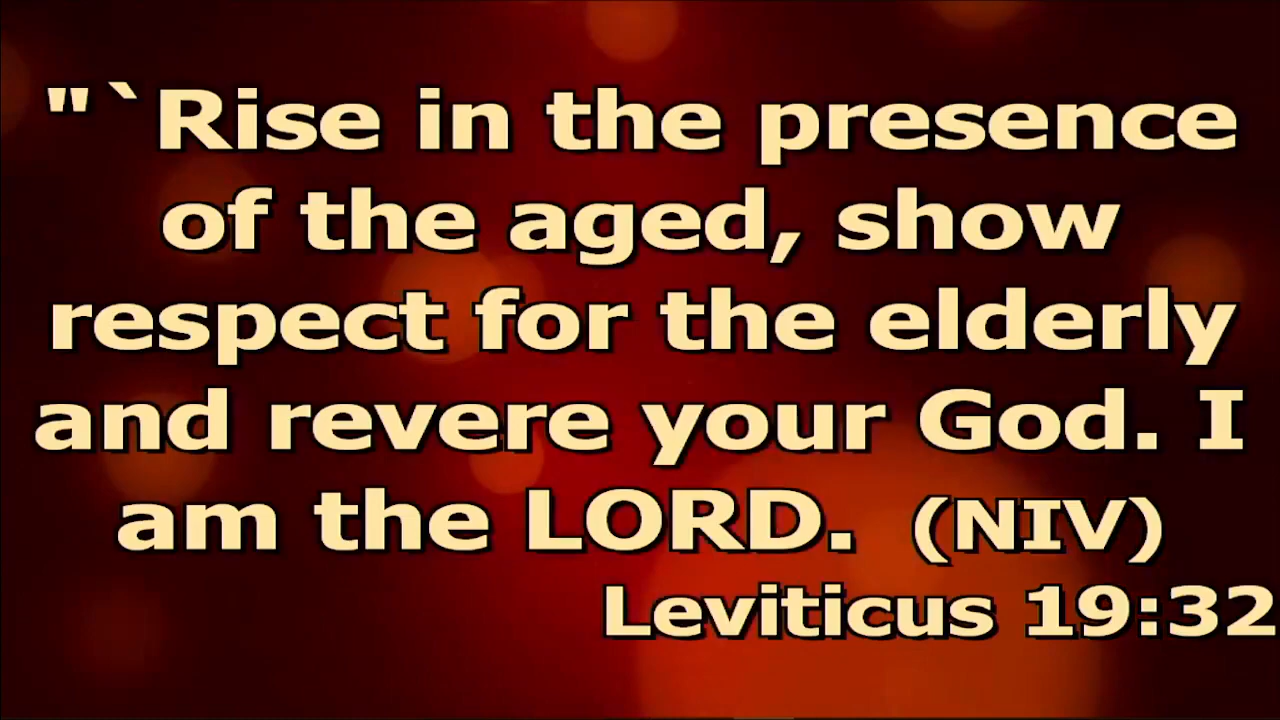 "`Rise in the presence
of the aged, show
respect for the elderly
and revere your God. I
am the LORD. (NIV)
Leviticus 19:32